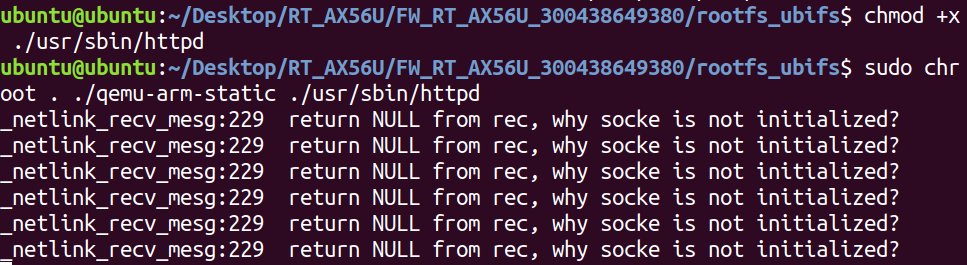 ubuntu@ubuntu:~/Desktop/RT_AX56U/FW_RT_AX56U_300438649380/rootfs_ubifs$ chmod +x
 ./usr/sbin/httpd
ubuntu@ubuntu:~/Desktop/RT_AX56U/FW_RT_AX56U_300438649380/rootfs_ubifs$ sudo chr
oot . ./qemu-arm-static ./usr/sbin/httpd
_netlink_recv_mesg:229  return NULL from rec, why socke is not initialized?
_netlink_recv_mesg:229  return NULL from rec, why socke is not initialized?
_netlink_recv_mesg:229  return NULL from rec, why socke is not initialized?
_netlink_recv_mesg:229  return NULL from rec, why socke is not initialized?
_netlink_recv_mesg:229  return NULL from rec, why socke is not initialized?
_netlink_recv_mesg:229  return NULL from rec, why socke is not initialized?